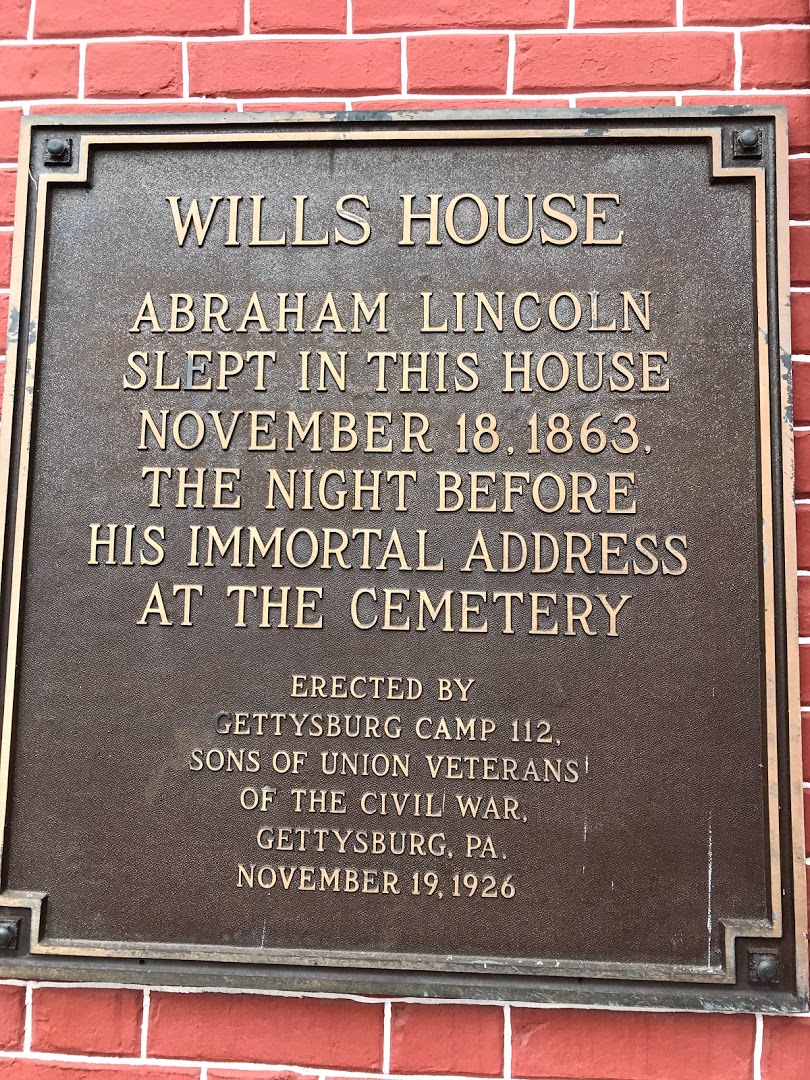 WILLS HOUSE
ABRAHAM LINCOLN
SLEPT IN THIS HOUSE
NOVEMBER 18, 1863,
THE NIGHT BEFORE
HIS IMMORTAL ADDRESS
AT THE CEMETERY
ERECTED BY
GETTYSBURG CAMP 112,
SONS OF UNION VETERANS
OF THE CIVIL WAR,
GETTYSBURG, PA.
NOVEMBER 19, 1926